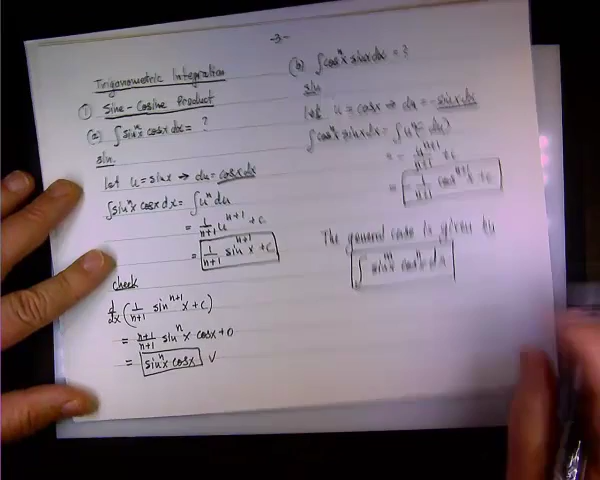 -3-
Trigonometric Integration
① Sine-Cosine Product
(a) ∫ sinⁿx cosx dx = ?
sln.
let u = sinx → du = cosx dx
∫ sinⁿx cosx dx = ∫ uⁿ du
= 1/(n+1) uⁿ⁺¹ + c
= 1/(n+1) sinⁿ⁺¹ x + c
check
d/dx (1/(n+1) sinⁿ⁺¹ x + c)
= (n+1)/(n+1) sinⁿ x cosx + 0
= sinⁿx cosx √
(b) ∫ cosⁿx sinx dx = ?
sln
let u = cosx → du = -sinx dx
∫ cosⁿx sinx dx = ∫ uⁿ (- du)
= - uⁿ⁺¹/(n+1) + c
= - 1/(n+1) cosⁿ⁺¹x + c
The general case is given by
∫ sinᵐx cosⁿx dx